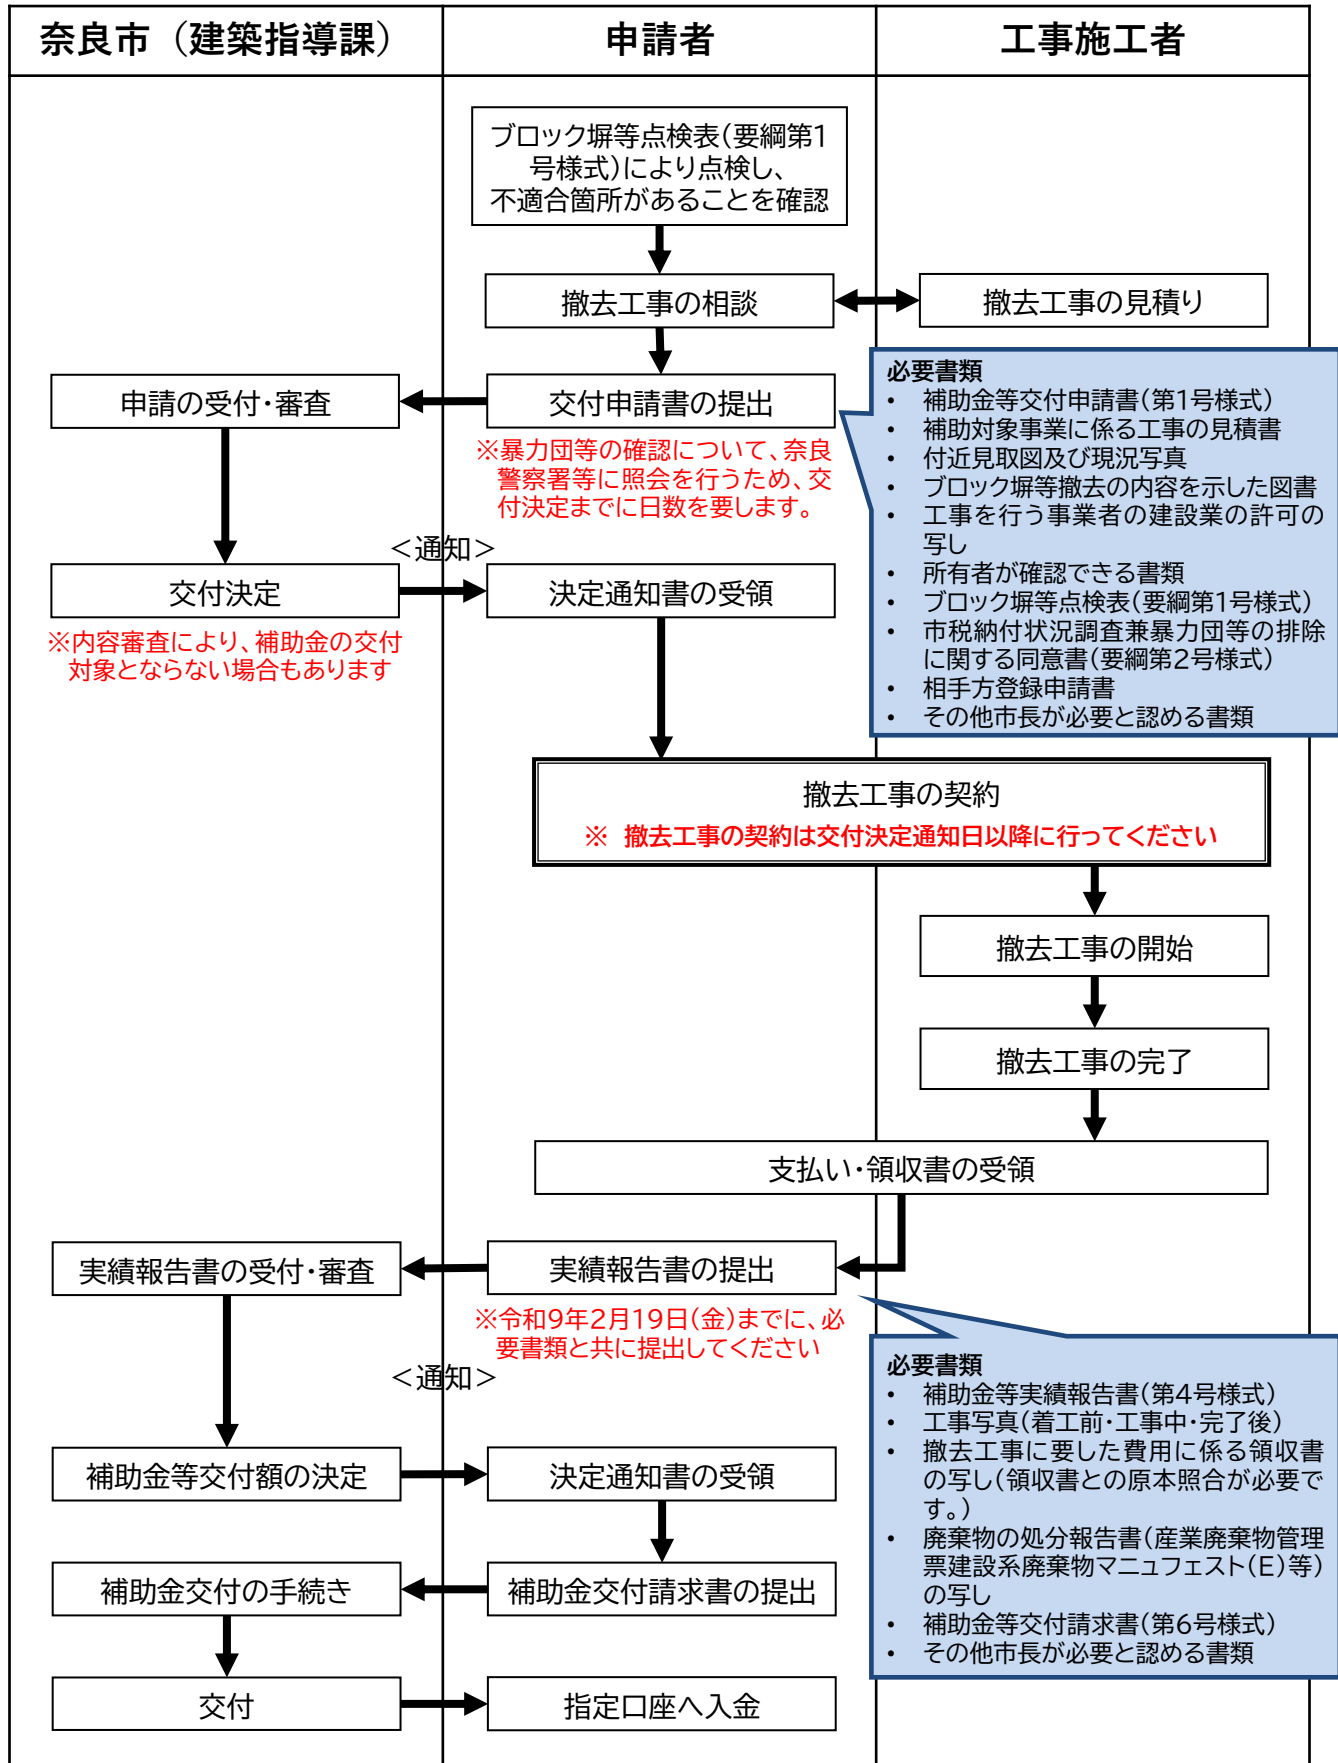 奈良市（建築指導課）
申請者
工事施工者
ブロック塀等点検表（要綱第1
号様式）により点検し、
不適合箇所があることを確認
撤去工事の相談
撤去工事の見積り
申請の受付・審査
交付申請書の提出
※暴力団等の確認について、奈良
警察署等に照会を行うため、交
付決定までに日数を要します。
必要書類
• 補助金等交付申請書（第1号様式）
• 補助対象事業に係る工事の見積書
• 付近見取図及び現況写真
• ブロック塀等撤去の内容を示した図書
• 工事を行う事業者の建設業の許可の
写し
• 所有者が確認できる書類
• ブロック塀等点検表（要綱第1号様式）
• 市税納付状況調査兼暴力団等の排除
に関する同意書（要綱第2号様式）
• 相手方登録申請書
• その他市長が必要と認める書類
＜通知＞
交付決定
決定通知書の受領
※内容審査により、補助金の交付
対象とならない場合もあります
撤去工事の契約
※ 撤去工事の契約は交付決定通知日以降に行ってください
撤去工事の開始
撤去工事の完了
支払い・領収書の受領
実績報告書の受付・審査
実績報告書の提出
※令和9年2月19日（金）までに、必
要書類と共に提出してください
＜通知＞
必要書類
• 補助金等実績報告書（第4号様式）
• 工事写真（着工前・工事中・完了後）
• 撤去工事に要した費用に係る領収書
の写し（領収書との原本照合が必要で
す。）
• 廃棄物の処分報告書（産業廃棄物管理
票建設系廃棄物マニュフェスト（E）等）
の写し
• 補助金等交付請求書（第6号様式）
• その他市長が必要と認める書類
補助金等交付額の決定
決定通知書の受領
補助金交付の手続き
補助金交付請求書の提出
交付
指定口座へ入金